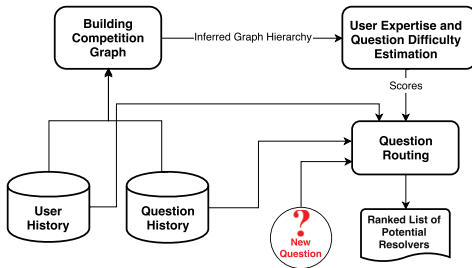 Building
Competition
Graph
Inferred Graph Hierarchy
User Expertise and
Question Difficulty
Estimation
Scores
Question
Routing
User
History
Question
History
?
New
Question
Ranked List of
Potential
Resolvers